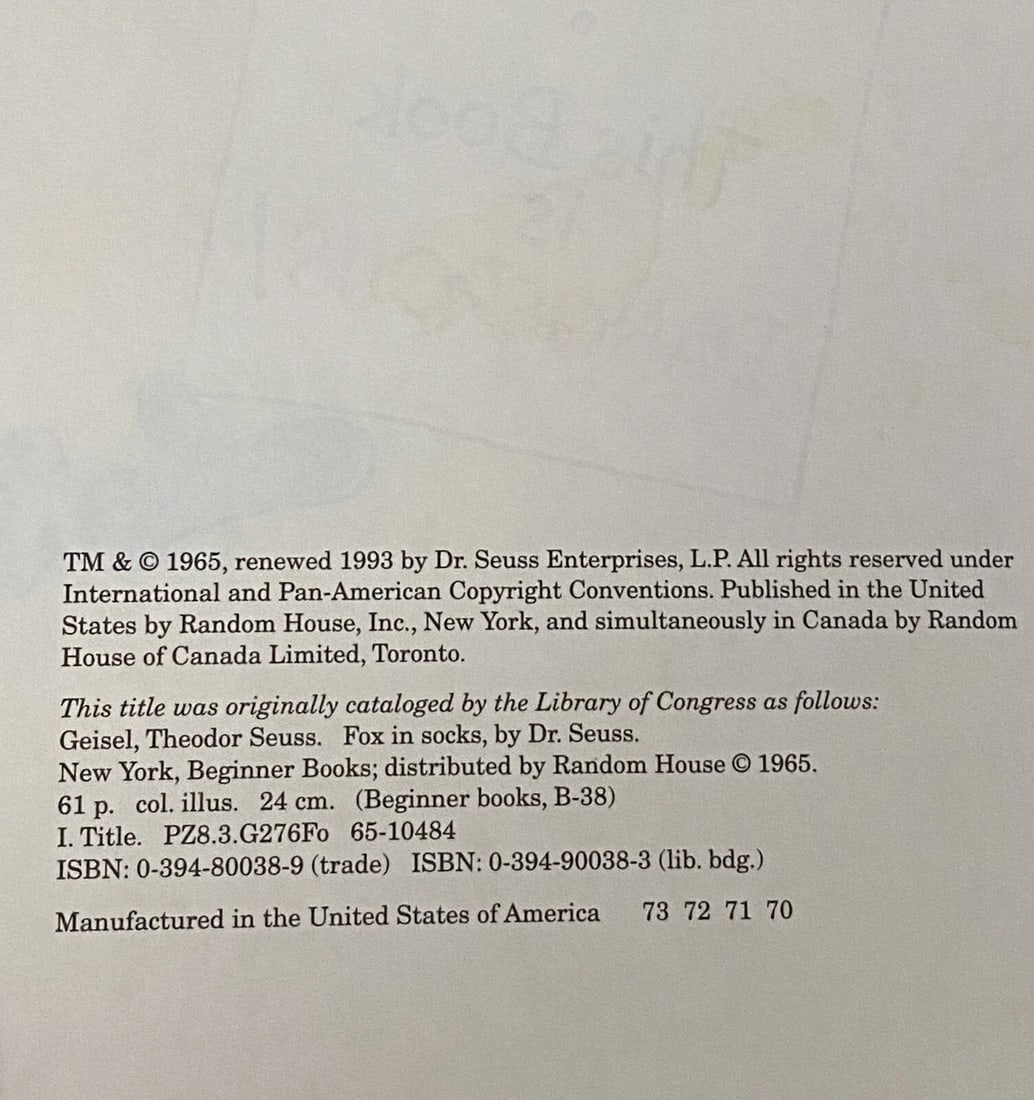 This Book
is
TM & © 1965, renewed 1993 by Dr. Seuss Enterprises, L.P. All rights reserved under
International and Pan-American Copyright Conventions. Published in the United
States by Random House, Inc., New York, and simultaneously in Canada by Random
House of Canada Limited, Toronto.
This title was originally cataloged by the Library of Congress as follows:
Geisel, Theodor Seuss. Fox in socks, by Dr. Seuss.
New York, Beginner Books; distributed by Random House © 1965.
61 p. col. illus. 24 cm. (Beginner books, B-38)
I. Title. PZ8.3.G276Fo 65-10484
ISBN: 0-394-80038-9 (trade) ISBN: 0-394-90038-3 (lib. bdg.)
Manufactured in the United States of America 73 72 71 70